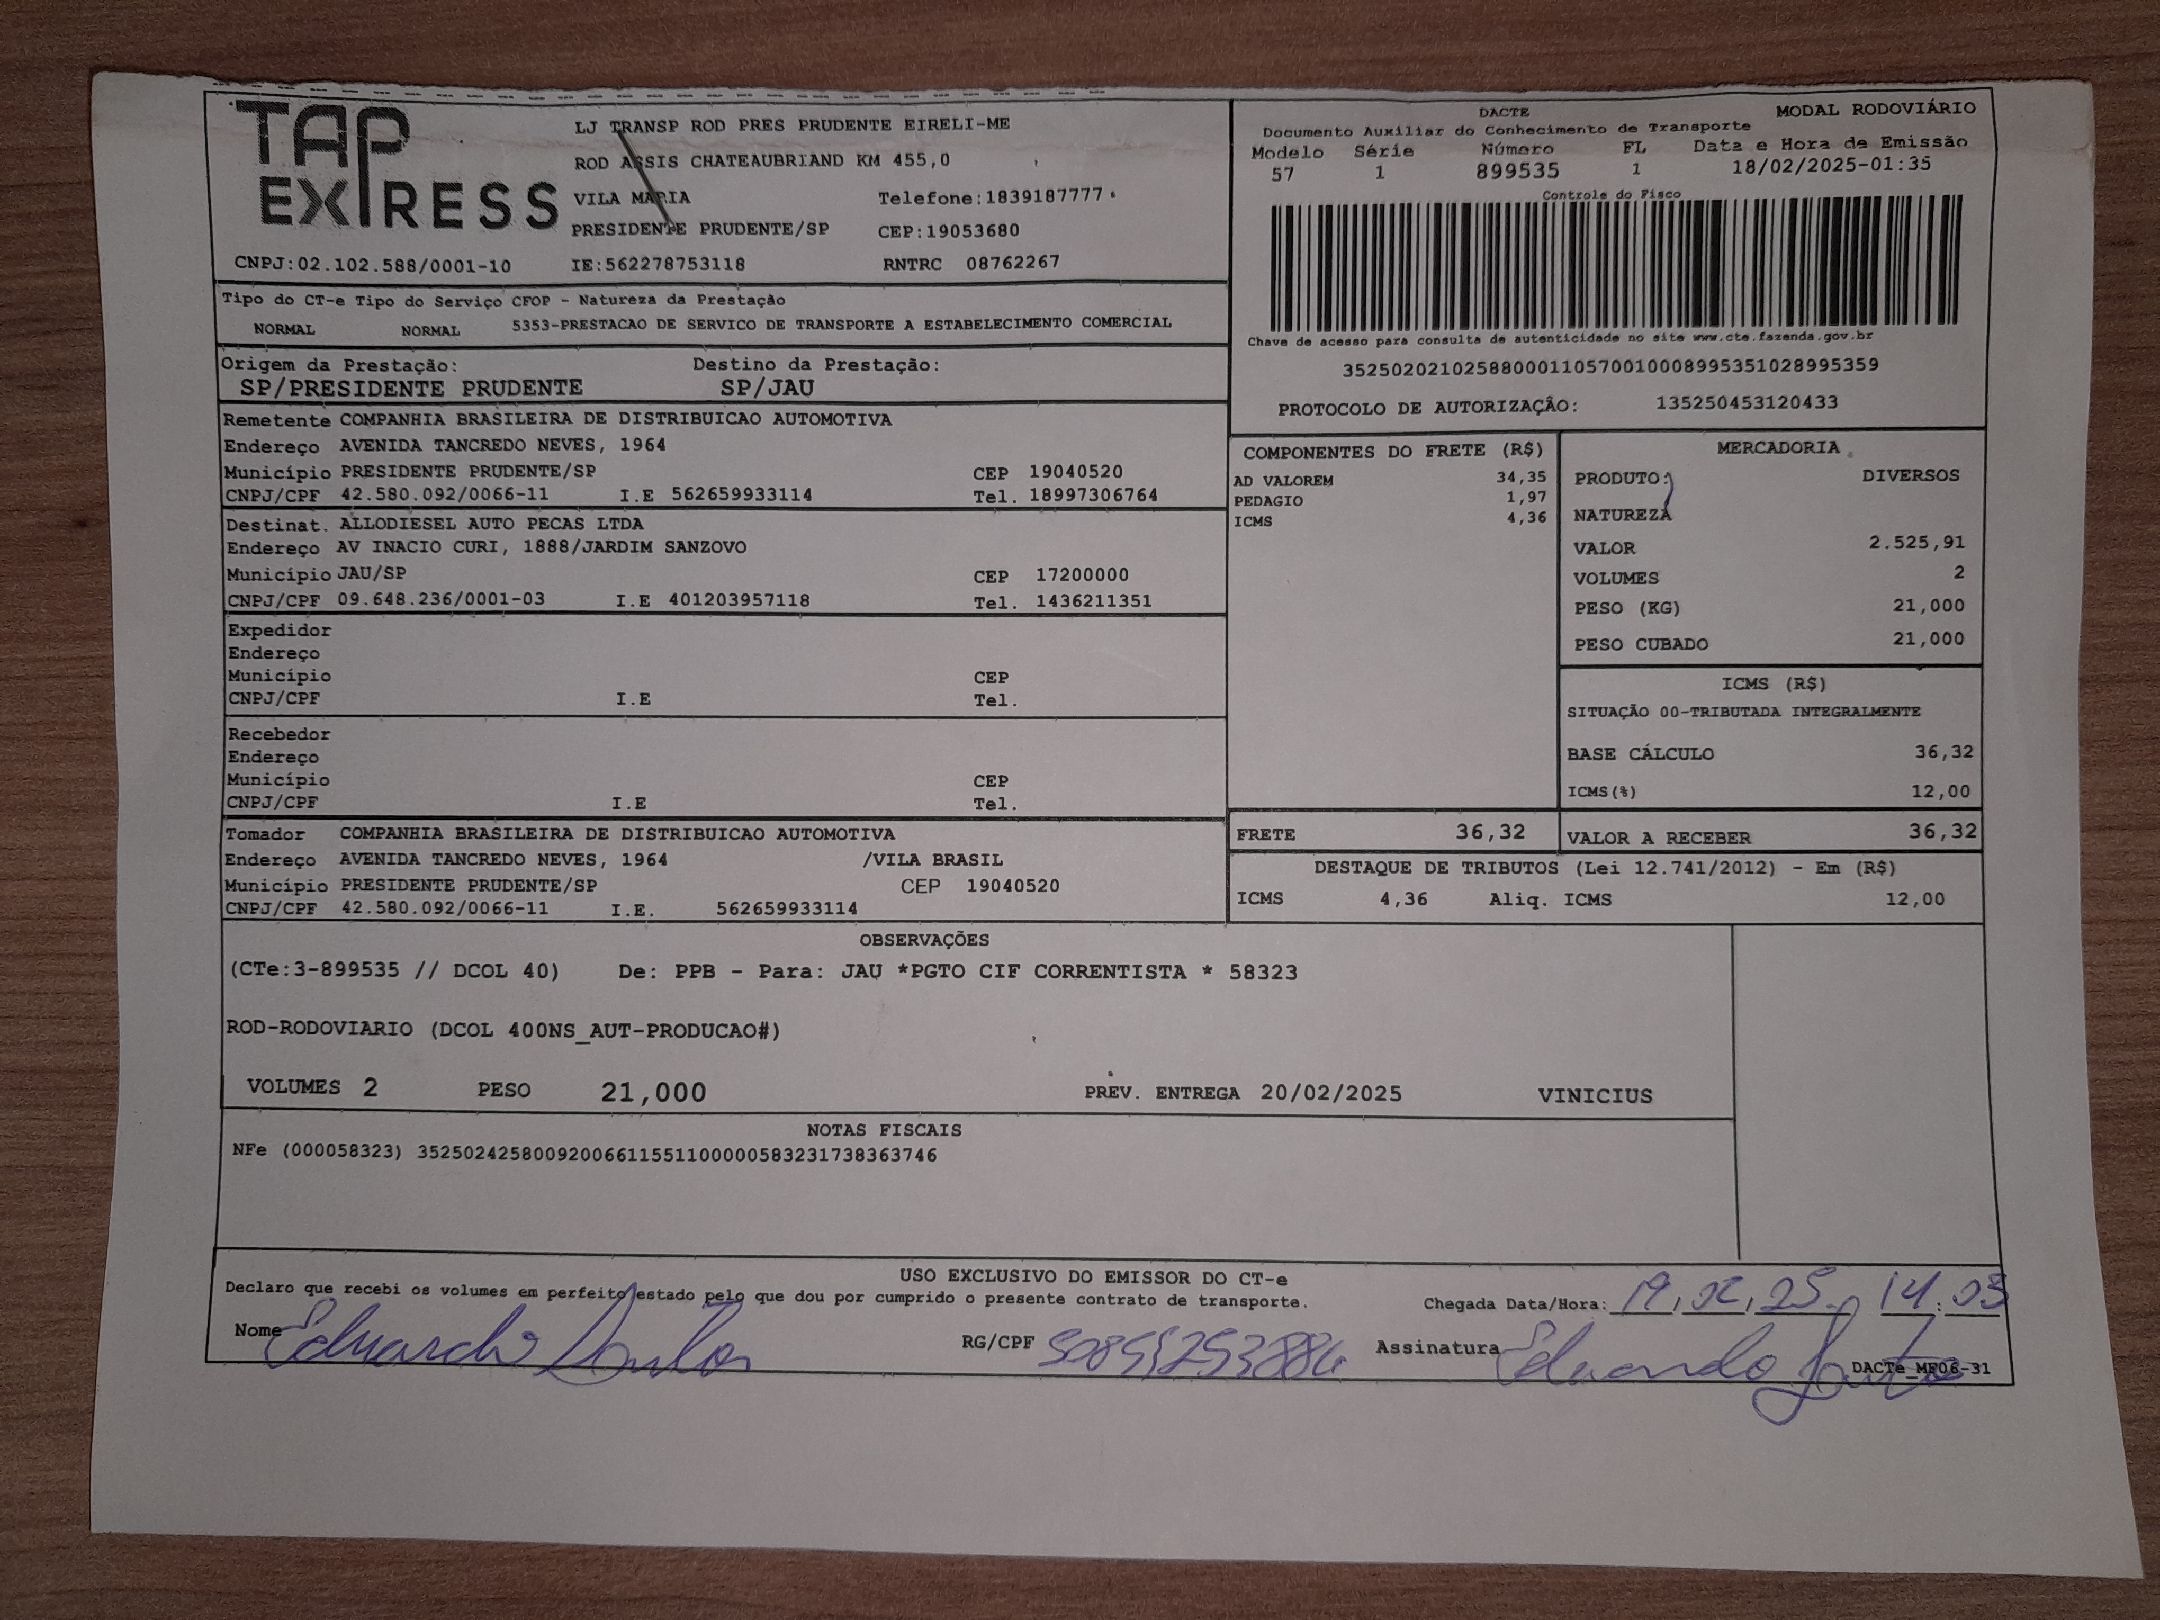 TAP
EXPRESS
LJ TRANSP ROD PRES PRUDENTE EIRELI-ME
ROD ASSIS CHATEAUBRIAND KM 455,0
VILA MARIA Telefone:1839187777
PRESIDENTE PRUDENTE/SP CEP:19053680
CNPJ:02.102.588/0001-10 IE:562278753118 RNTRC 08762267
DACTE MODAL RODOVIÁRIO
Documento Auxiliar do Conhecimento de Transporte
Modelo Série Número FL Data e Hora de Emissão
57 1 899535 1 18/02/2025-01:35
Controle do Fisco
Chave de acesso para consulta de autenticidade no site www.cte.fazenda.gov.br
35250202102588000110570010008995351028995359
PROTOCOLO DE AUTORIZAÇÃO: 135250453120433
Tipo do CT-e Tipo do Serviço CFOP - Natureza da Prestação
NORMAL NORMAL 5353-PRESTACAO DE SERVICO DE TRANSPORTE A ESTABELECIMENTO COMERCIAL
Origem da Prestação: Destino da Prestação:
SP/PRESIDENTE PRUDENTE SP/JAU
Remetente COMPANHIA BRASILEIRA DE DISTRIBUICAO AUTOMOTIVA
Endereço AVENIDA TANCREDO NEVES, 1964
Município PRESIDENTE PRUDENTE/SP CEP 19040520
CNPJ/CPF 42.580.092/0066-11 I.E 562659933114 Tel. 18997306764
Destinat. ALLODIESEL AUTO PECAS LTDA
Endereço AV INACIO CURI, 1888/JARDIM SANZOVO
Município JAU/SP CEP 17200000
CNPJ/CPF 09.648.236/0001-03 I.E 401203957118 Tel. 1436211351
Expedidor
Endereço
Município CEP
CNPJ/CPF I.E Tel.
Recebedor
Endereço
Município CEP
CNPJ/CPF I.E Tel.
Tomador COMPANHIA BRASILEIRA DE DISTRIBUICAO AUTOMOTIVA
Endereço AVENIDA TANCREDO NEVES, 1964 /VILA BRASIL
Município PRESIDENTE PRUDENTE/SP CEP 19040520
CNPJ/CPF 42.580.092/0066-11 I.E. 562659933114
COMPONENTES DO FRETE (R$)
AD VALOREM 34,35
PEDAGIO 1,97
ICMS 4,36
MERCADORIA
PRODUTO: DIVERSOS
NATUREZA
VALOR 2.525,91
VOLUMES 2
PESO (KG) 21,000
PESO CUBADO 21,000
ICMS (R$)
SITUAÇÃO 00-TRIBUTADA INTEGRALMENTE
BASE CÁLCULO 36,32
ICMS(%) 12,00
FRETE 36,32 VALOR A RECEBER 36,32
DESTAQUE DE TRIBUTOS (Lei 12.741/2012) - Em (R$)
ICMS 4,36 Aliq. ICMS 12,00
OBSERVAÇÕES
(CTe:3-899535 // DCOL 40) De: PPB - Para: JAU *PGTO CIF CORRENTISTA * 58323
ROD-RODOVIARIO (DCOL 400NS_AUT-PRODUCAO#)
VOLUMES 2 PESO 21,000 PREV. ENTREGA 20/02/2025 VINICIUS
NOTAS FISCAIS
NFe (000058323) 35250242580092006611551100000583231738363746
USO EXCLUSIVO DO EMISSOR DO CT-e
Declaro que recebi os volumes em perfeito estado pelo que dou por cumprido o presente contrato de transporte.
Chegada Data/Hora: 19.02.25 14:03
Nome Eduardo Santos RG/CPF Assinatura Eduardo Santos
DACTe_MF06-31